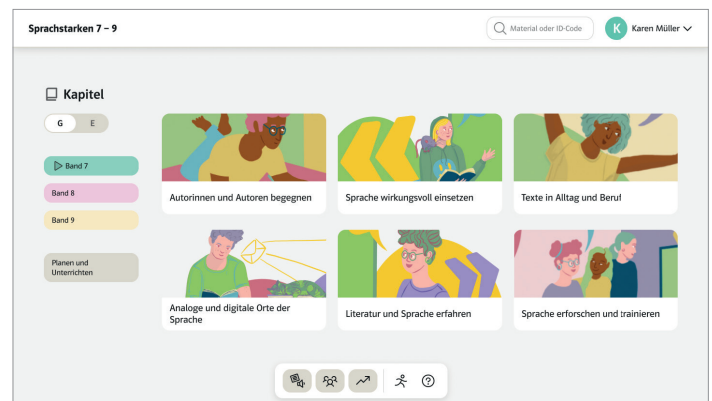 Sprachstarken 7 – 9
Material oder ID-Code
K
Karen Müller
Kapitel
G E
Band 7
Band 8
Band 9
Planen und
Unterrichten
Autorinnen und Autoren begegnen
Sprache wirkungsvoll einsetzen
Texte in Alltag und Beruf
Analoge und digitale Orte der
Sprache
Literatur und Sprache erfahren
Sprache erforschen und trainieren
?